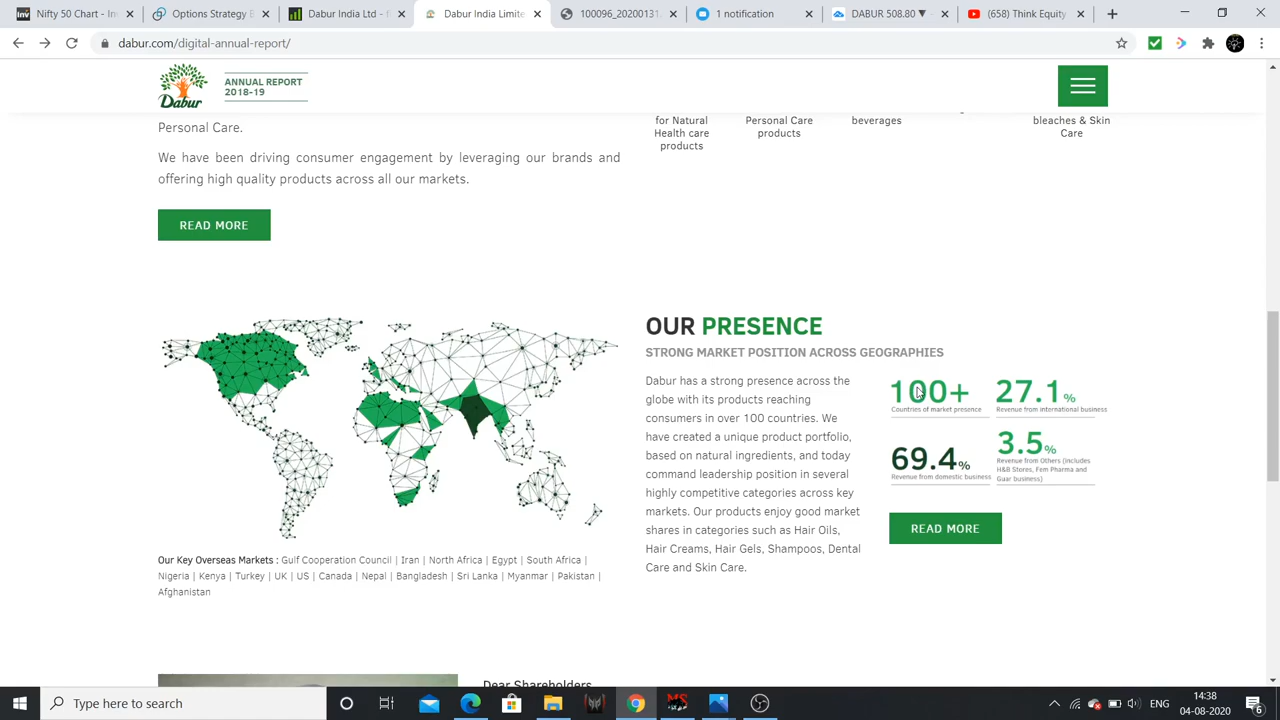 Nifty 50 India Cons
Options Strategy Bu
Dabur India Ltd -
Dabur India Limite
100096_20200131.
1 notification
DABUR 508.80 ▾
(658) Think Equity
dabur.com/digital-annual-report/
Dabur
ANNUAL REPORT
2018-19
Personal Care.
We have been driving consumer engagement by leveraging our brands and
offering high quality products across all our markets.
READ MORE
for Natural
Health care
products
Personal Care
products
beverages
bleaches & Skin
Care
OUR PRESENCE
STRONG MARKET POSITION ACROSS GEOGRAPHIES
Dabur has a strong presence across the
globe with its products reaching
consumers in over 100 countries. We
have created a unique product portfolio,
based on natural ingredients, and today
command leadership position in several
highly competitive categories across key
markets. Our products enjoy good market
shares in categories such as Hair Oils,
Hair Creams, Hair Gels, Shampoos, Dental
Care and Skin Care.
100+
Countries of market presence
27.1%
Revenue from international business
69.4%
Revenue from domestic business
3.5%
Revenue from Others (Includes
H&B Stores, Fem Pharma and
Guar business)
READ MORE
Our Key Overseas Markets : Gulf Cooperation Council | Iran | North Africa | Egypt | South Africa |
Nigeria | Kenya | Turkey | UK | US | Canada | Nepal | Bangladesh | Sri Lanka | Myanmar | Pakistan |
Afghanistan
Dear Shareholders
Type here to search
ENG
14:38
04-08-2020
6